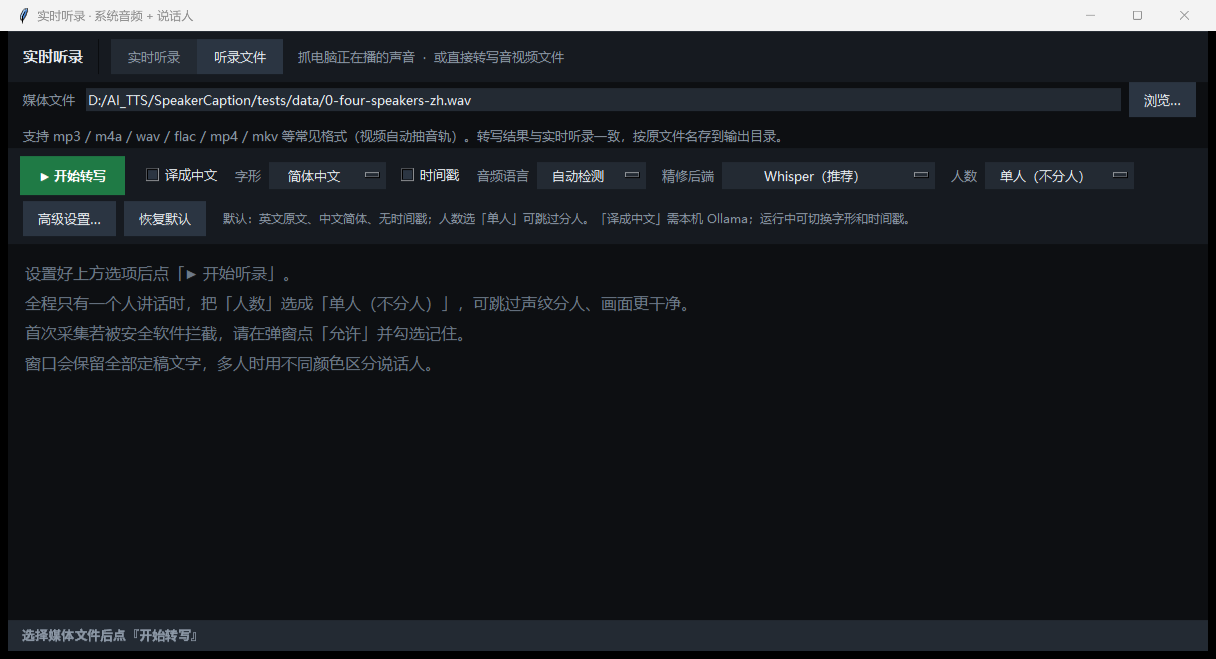 实时听录 · 系统音频 + 说话人
实时听录 实时听录 听录文件 抓电脑正在播的声音 · 或直接转写音视频文件
媒体文件 D:/AI_TTS/SpeakerCaption/tests/data/0-four-speakers-zh.wav 浏览...
支持 mp3 / m4a / wav / flac / mp4 / mkv 等常见格式（视频自动抽音轨）。转写结果与实时听录一致，按原文件名存到输出目录。
▶ 开始转写 译成中文 字形 简体中文 时间戳 音频语言 自动检测 精修后端 Whisper（推荐） 人数 单人（不分人）
高级设置... 恢复默认 默认：英文原文、中文简体、无时间戳；人数选「单人」可跳过分人。「译成中文」需本机 Ollama；运行中可切换字形和时间戳。
设置好上方选项后点「▶ 开始听录」。
全程只有一个人讲话时，把「人数」选成「单人（不分人）」，可跳过声纹分人、画面更干净。
首次采集若被安全软件拦截，请在弹窗点「允许」并勾选记住。
窗口会保留全部定稿文字，多人时用不同颜色区分说话人。
选择媒体文件后点『开始转写』